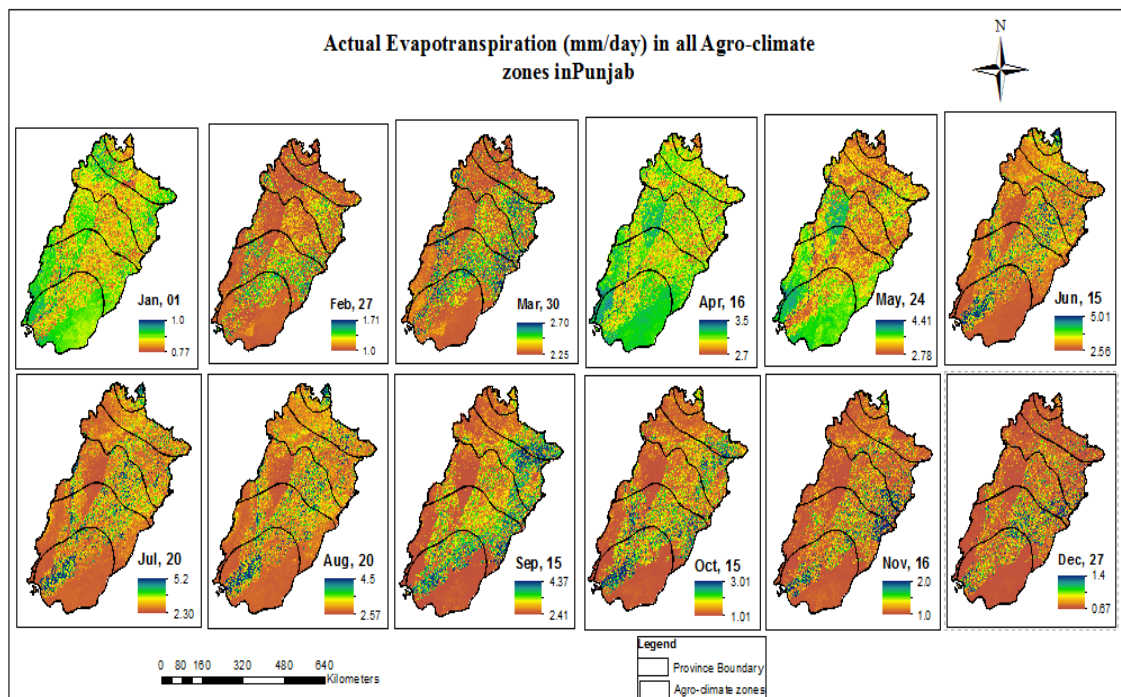 Actual Evapotranspiration (mm/day) in all Agro-climate
zones inPunjab
N
Jan, 01
1.0
0.77
Feb, 27
1.71
1.0
Mar, 30
2.70
2.25
Apr, 16
3.5
2.7
May, 24
4.41
2.78
Jun, 15
5.01
2.56
Jul, 20
5.2
2.30
Aug, 20
4.5
2.57
Sep, 15
4.37
2.41
Oct, 15
3.01
1.01
Nov, 16
2.0
1.0
Dec, 27
1.4
0.67
0 80 160 320 480 640
Kilometers
Legend
Province Boundary
Agro-climate zones